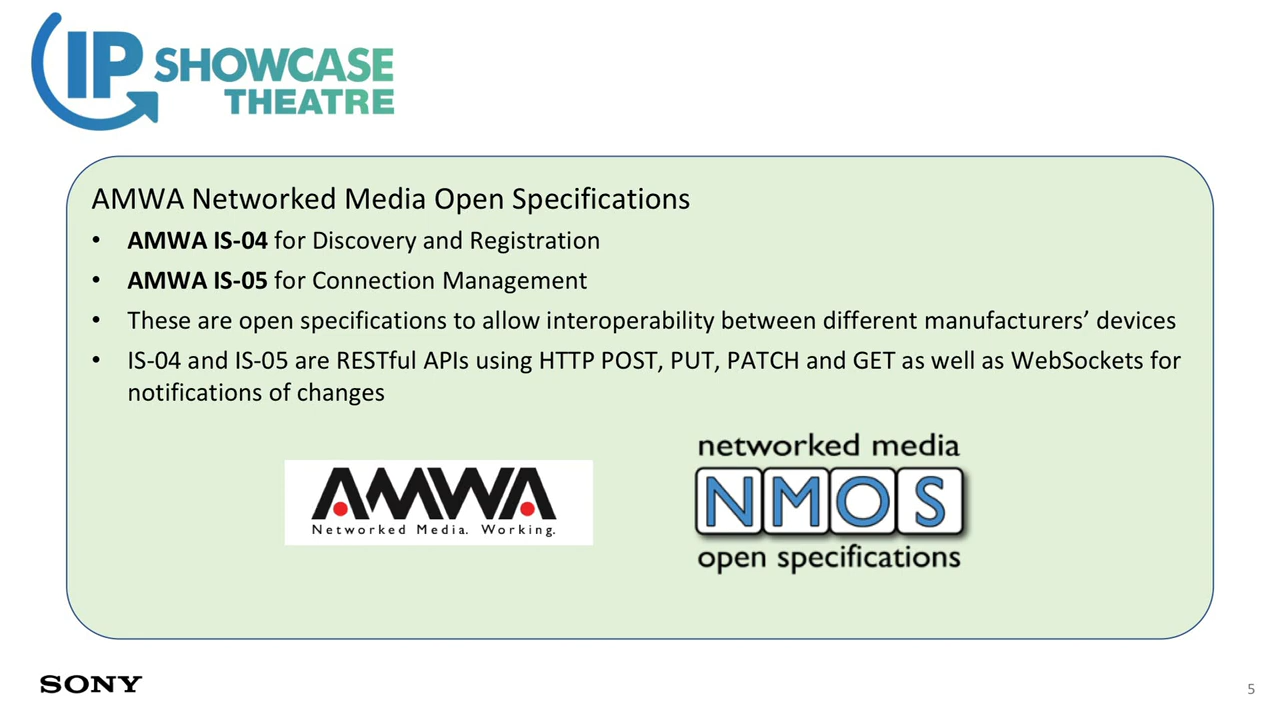 IP SHOWCASE
THEATRE
AMWA Networked Media Open Specifications
• AMWA IS-04 for Discovery and Registration
• AMWA IS-05 for Connection Management
• These are open specifications to allow interoperability between different manufacturers’ devices
• IS-04 and IS-05 are RESTful APIs using HTTP POST, PUT, PATCH and GET as well as WebSockets for
notifications of changes
AMWA
Networked Media. Working.
networked media
NMOS
open specifications
SONY
5